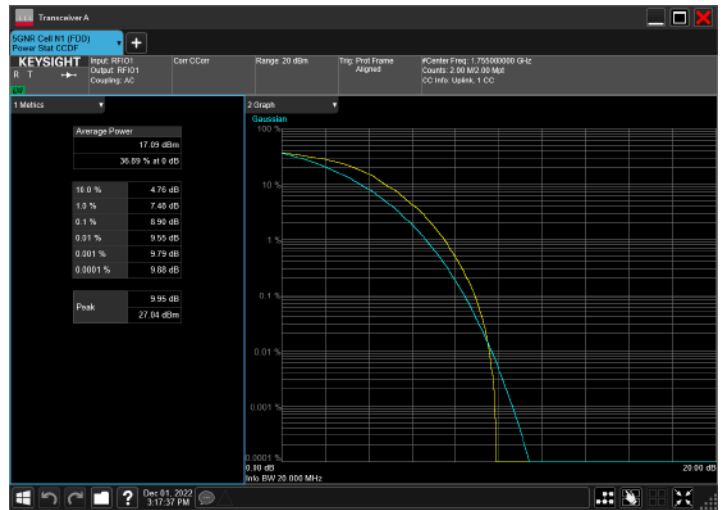 Transceiver A
5GNR Cell N1 (FDD)
Power Stat CCDF
KEYSIGHT
R T
Input: RFIO1
Output: RFIO1
Coupling: AC
Corr CCorr
Range: 20 dBm
Trig: Prot Frame
Aligned
#Center Freq: 1.755000000 GHz
Counts: 2.00 M/2.00 Mpt
CC Info: Uplink, 1 CC
1 Metrics
Average Power
17.09 dBm
36.89 % at 0 dB
10.0 % 4.76 dB
1.0 % 7.48 dB
0.1 % 8.90 dB
0.01 % 9.55 dB
0.001 % 9.79 dB
0.0001 % 9.88 dB
Peak
9.95 dB
27.04 dBm
2 Graph
Gaussian
100 %
10 %
1 %
0.1 %
0.01 %
0.001 %
0.0001 %
0.00 dB
20.00 dB
Info BW 20.000 MHz
?
Dec 01, 2022
3:17:37 PM